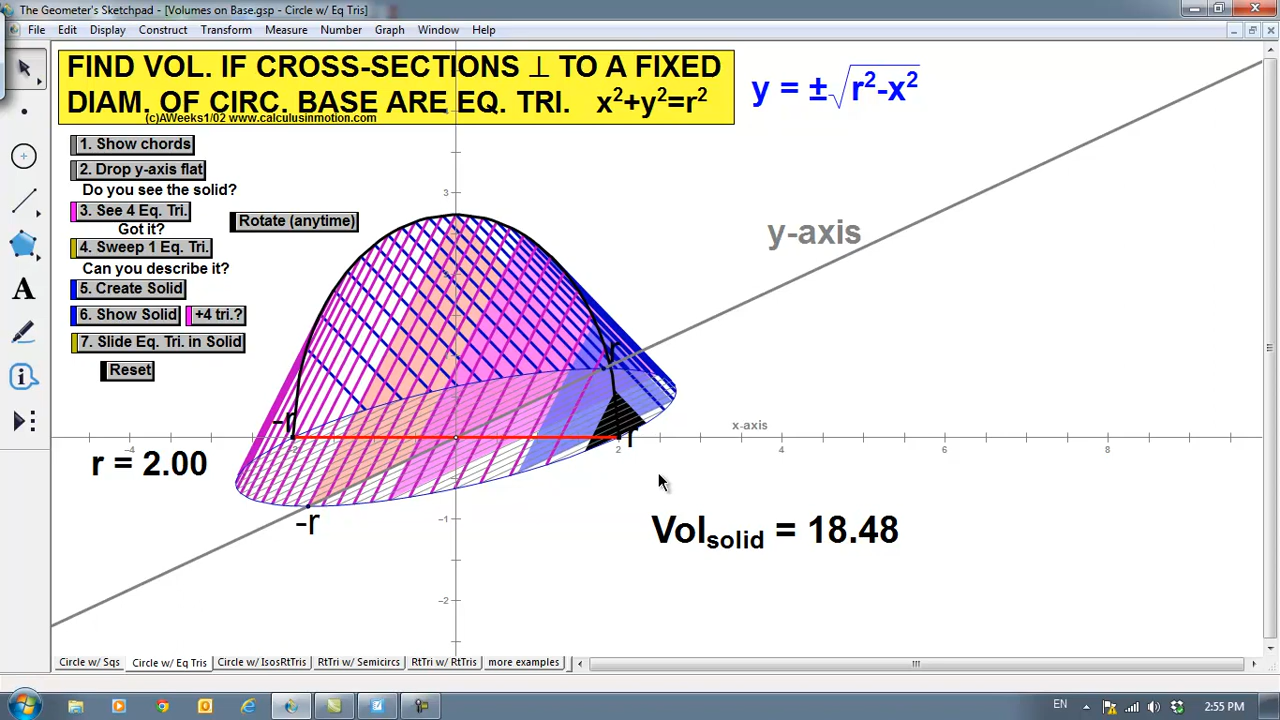 The Geometer's Sketchpad - [Volumes on Base.gsp - Circle w/ Eq Tris]
File Edit Display Construct Transform Measure Number Graph Window Help
FIND VOL. IF CROSS-SECTIONS ⊥ TO A FIXED
DIAM. OF CIRC. BASE ARE EQ. TRI. x²+y²=r²
(c)AWeeks1/02 www.calculusinmotion.com
y = ±√r²-x²
1. Show chords
2. Drop y-axis flat
Do you see the solid?
3. See 4 Eq. Tri.
Rotate (anytime)
Got it?
4. Sweep 1 Eq. Tri.
Can you describe it?
5. Create Solid
6. Show Solid +4 tri.?
7. Slide Eq. Tri. in Solid
Reset
y-axis
3
r
-r
r
x-axis
-4 2 4 6 8
r = 2.00
-r
-1
Volsolid = 18.48
-2
Circle w/ Sqs Circle w/ Eq Tris Circle w/ IsosRtTris RtTri w/ Semicircs RtTri w/ RtTris more examples
EN 2:55 PM